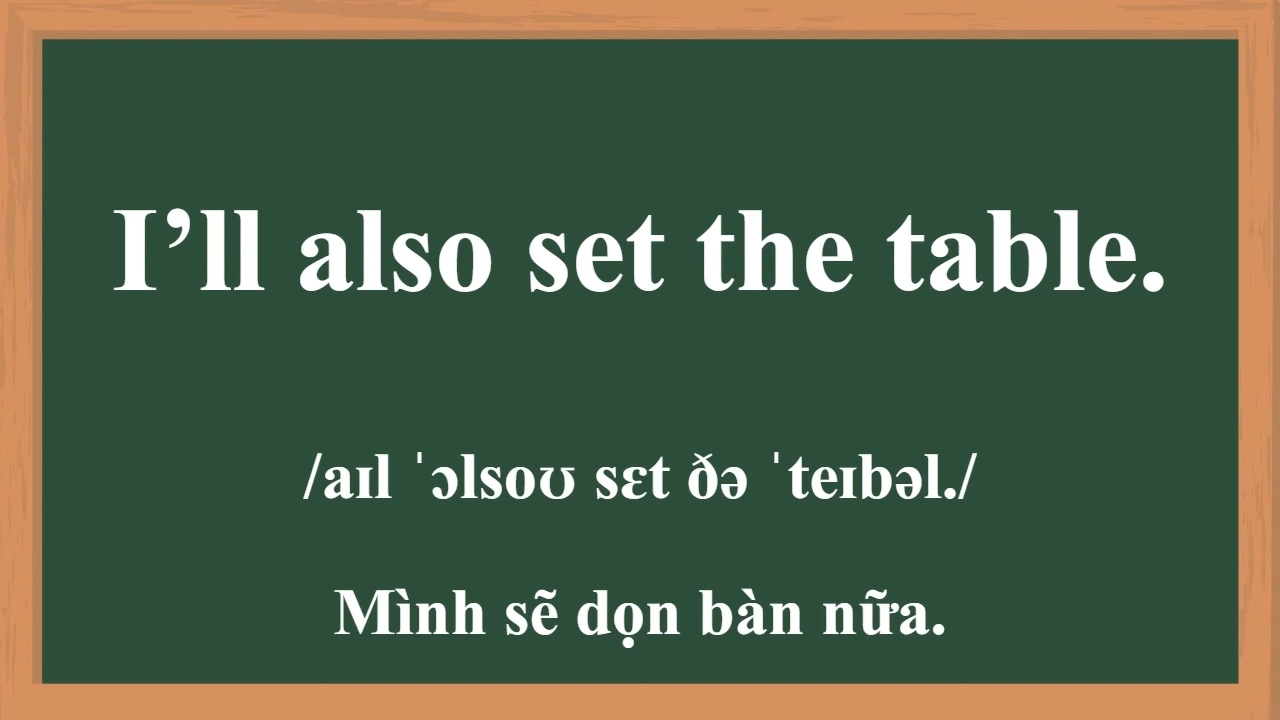 I’ll also set the table.
/aɪl ˈɔlsoʊ sɛt ðə ˈteɪbəl./
Mình sẽ dọn bàn nữa.